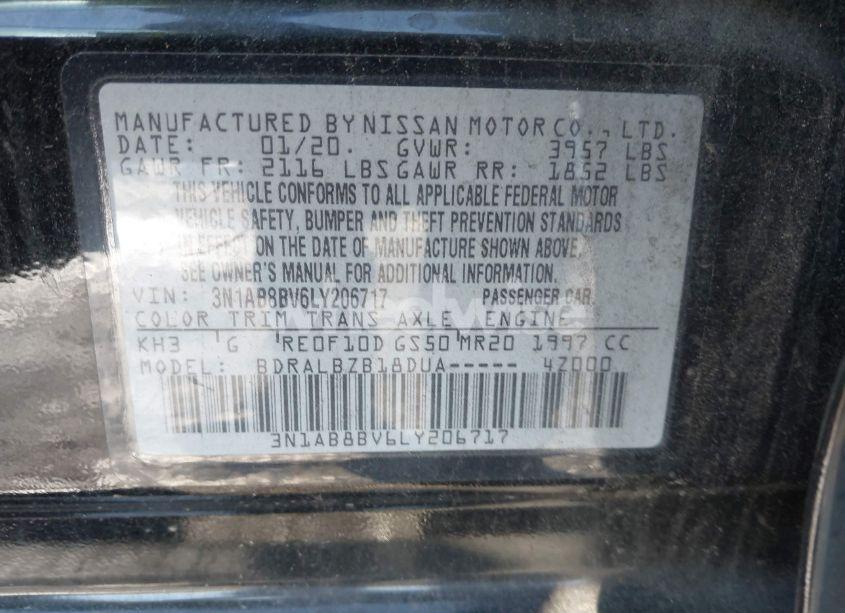 MANUFACTURED BY NISSAN MOTOR CO., LTD.
DATE: 01/20. GVWR: 3957 LBS
GAWR FR: 2116 LBS GAWR RR: 1852 LBS
THIS VEHICLE CONFORMS TO ALL APPLICABLE FEDERAL MOTOR
VEHICLE SAFETY, BUMPER AND THEFT PREVENTION STANDARDS
IN EFFECT ON THE DATE OF MANUFACTURE SHOWN ABOVE,
SEE OWNER'S MANUAL FOR ADDITIONAL INFORMATION.
VIN: 3N1AB8BV6LY206717 PASSENGER CAR.
COLOR TRIM TRANS AXLE ENGINE
KH3 'G 'RE0F10D GS50'MR20 1997 CC
MODEL: BDRALBZB18DUA----- 4Z000
3N1AB8BV6LY206717